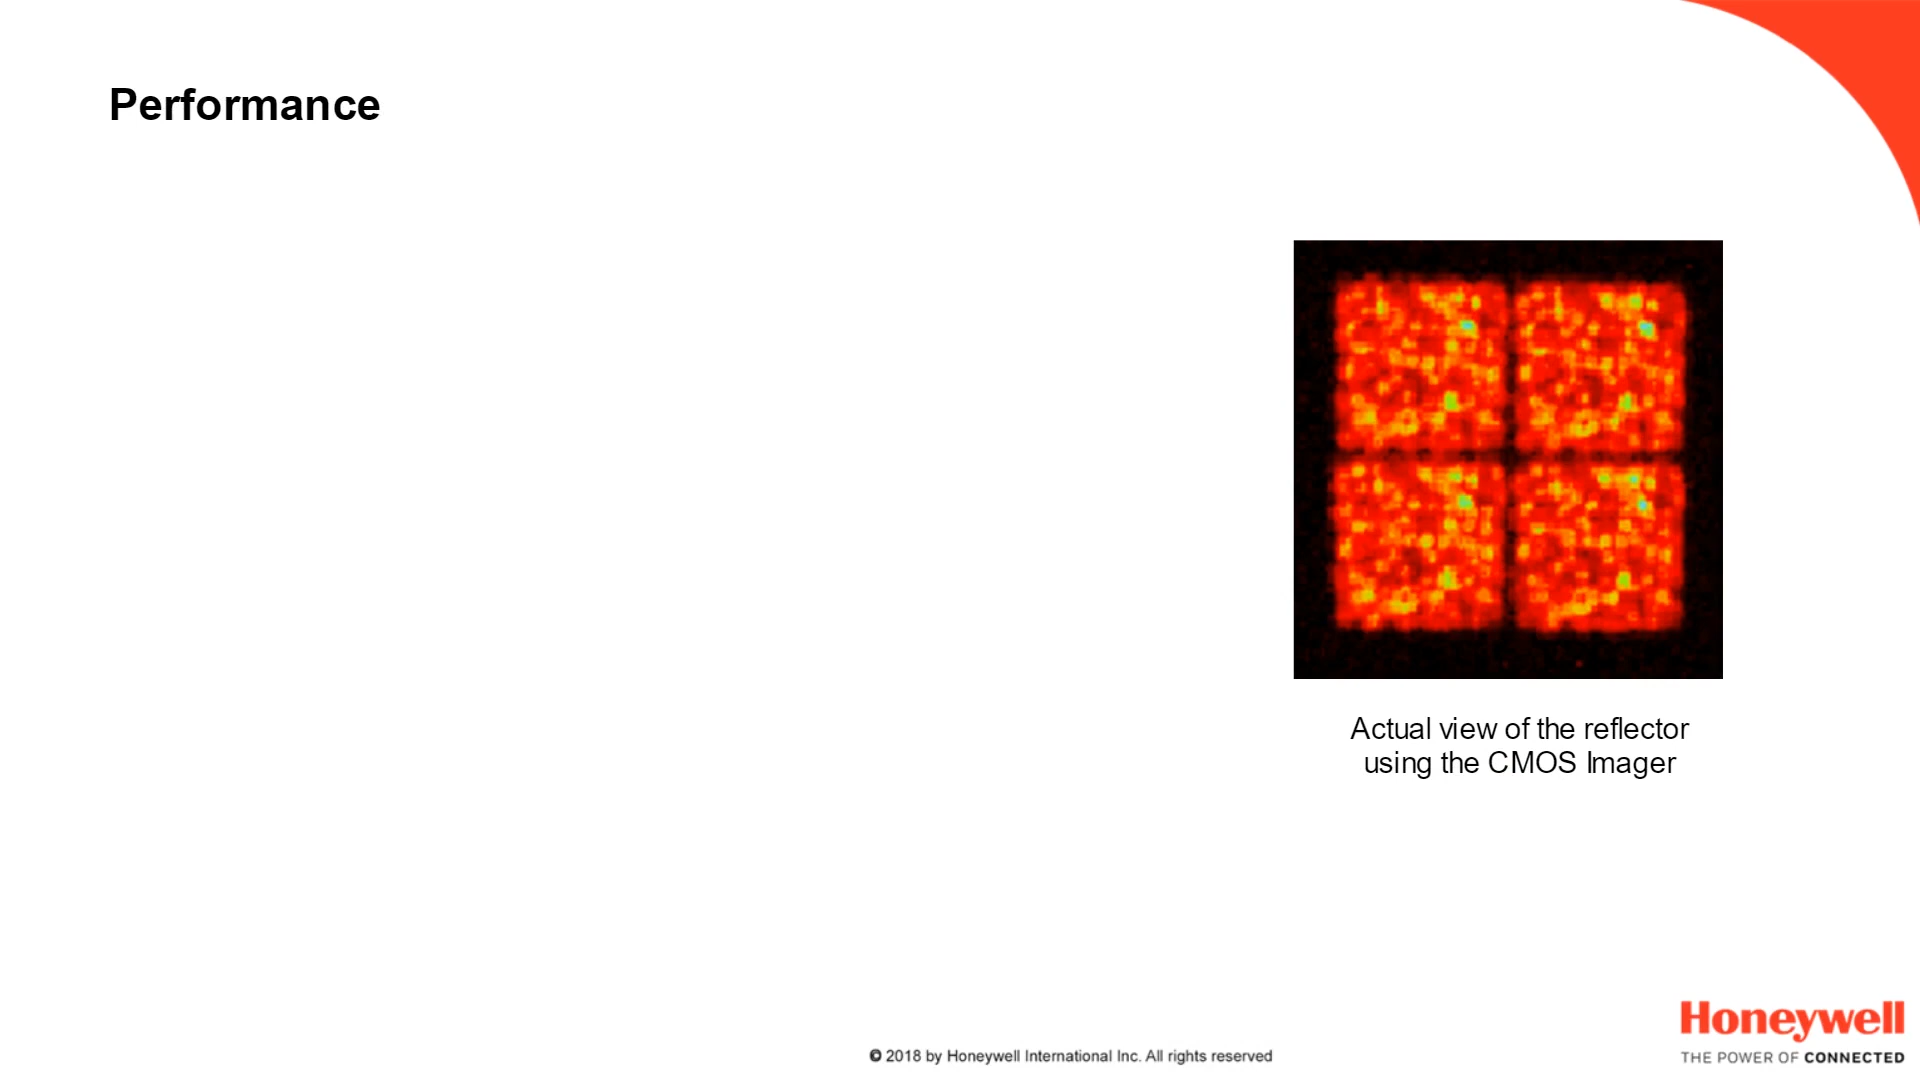 Performance
Actual view of the reflector
using the CMOS Imager
Honeywell
THE POWER OF CONNECTED
© 2018 by Honeywell International Inc. All rights reserved